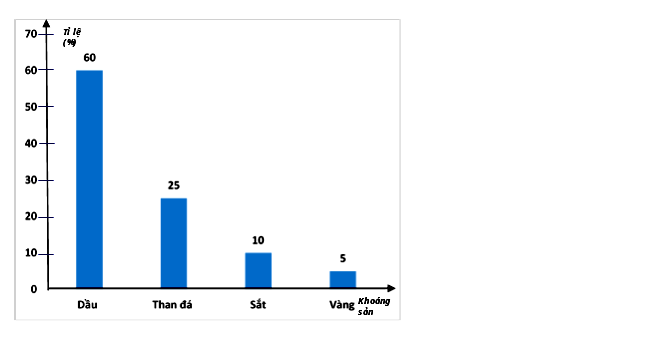 70
Tỉ lệ
(%)
60
60
50
40
30
25
20
10
10
5
0
Dầu
Than đá
Sắt
Vàng
Khoáng
sản